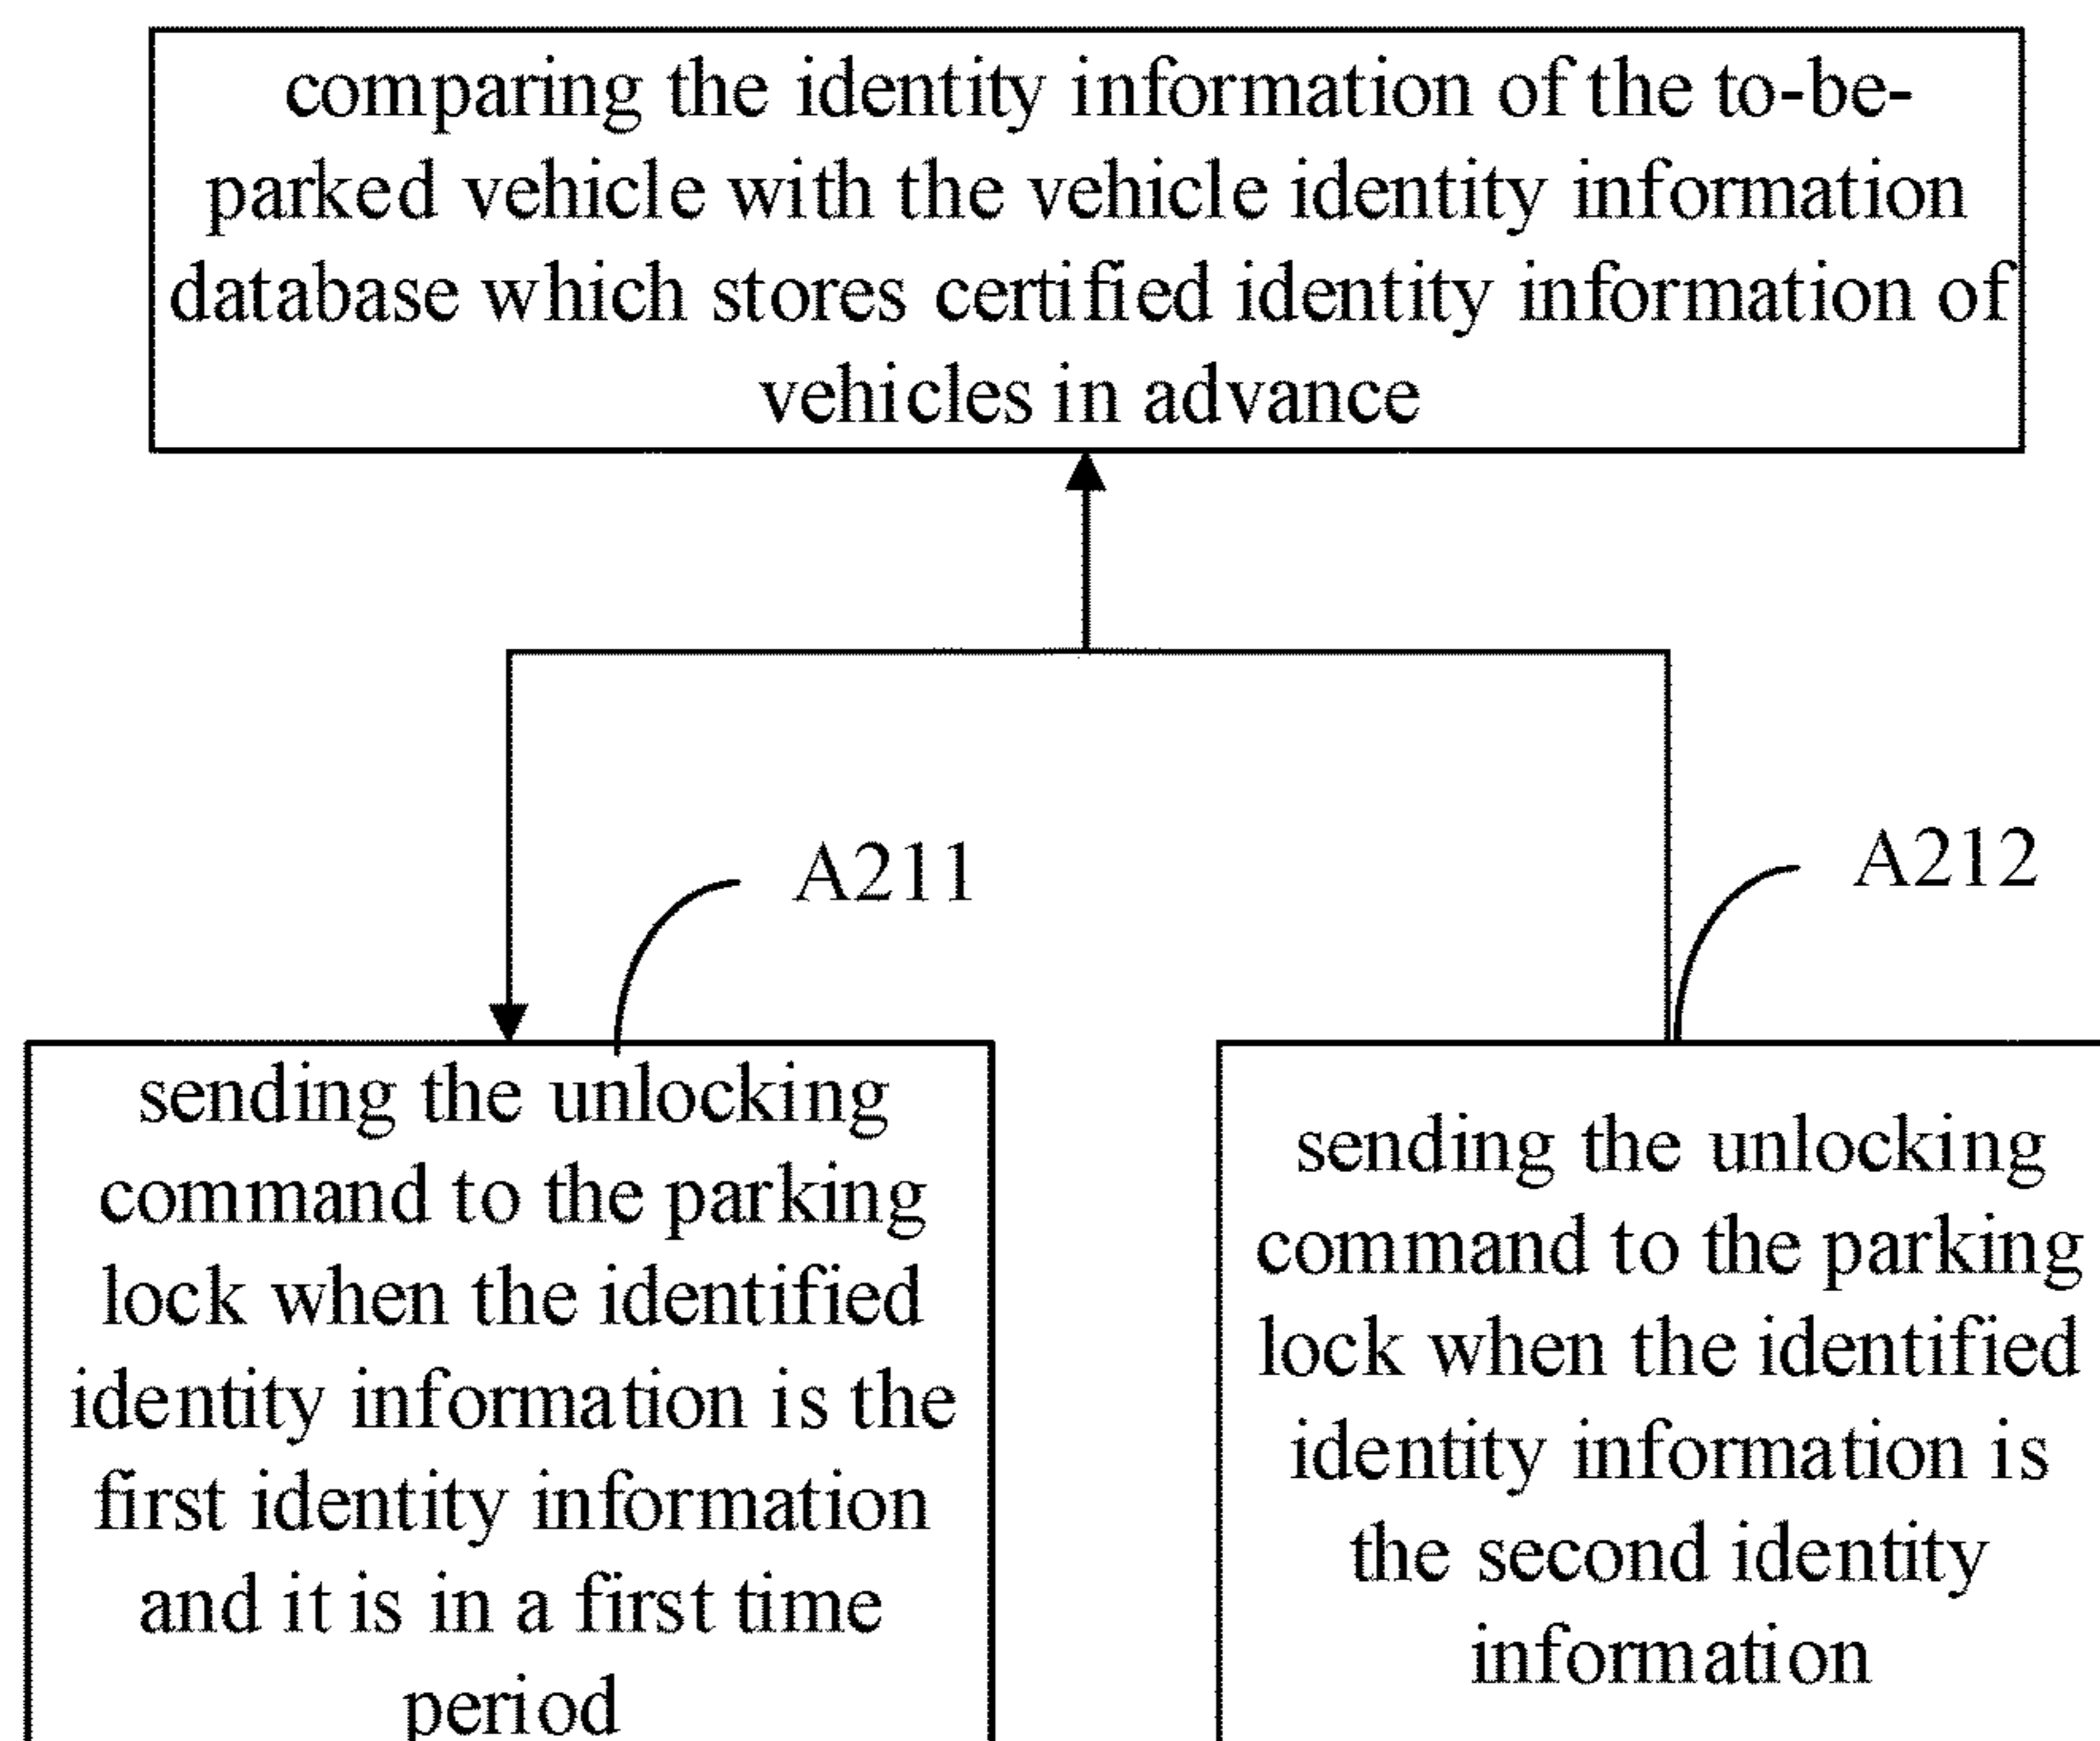 comparing the identity information of the to-be-
parked vehicle with the vehicle identity information
database which stores certified identity information of
vehicles in advance
A211
A212
sending the unlocking
command to the parking
lock when the identified
identity information is the
first identity information
and it is in a first time
period
sending the unlocking
command to the parking
lock when the identified
identity information is
the second identity
information